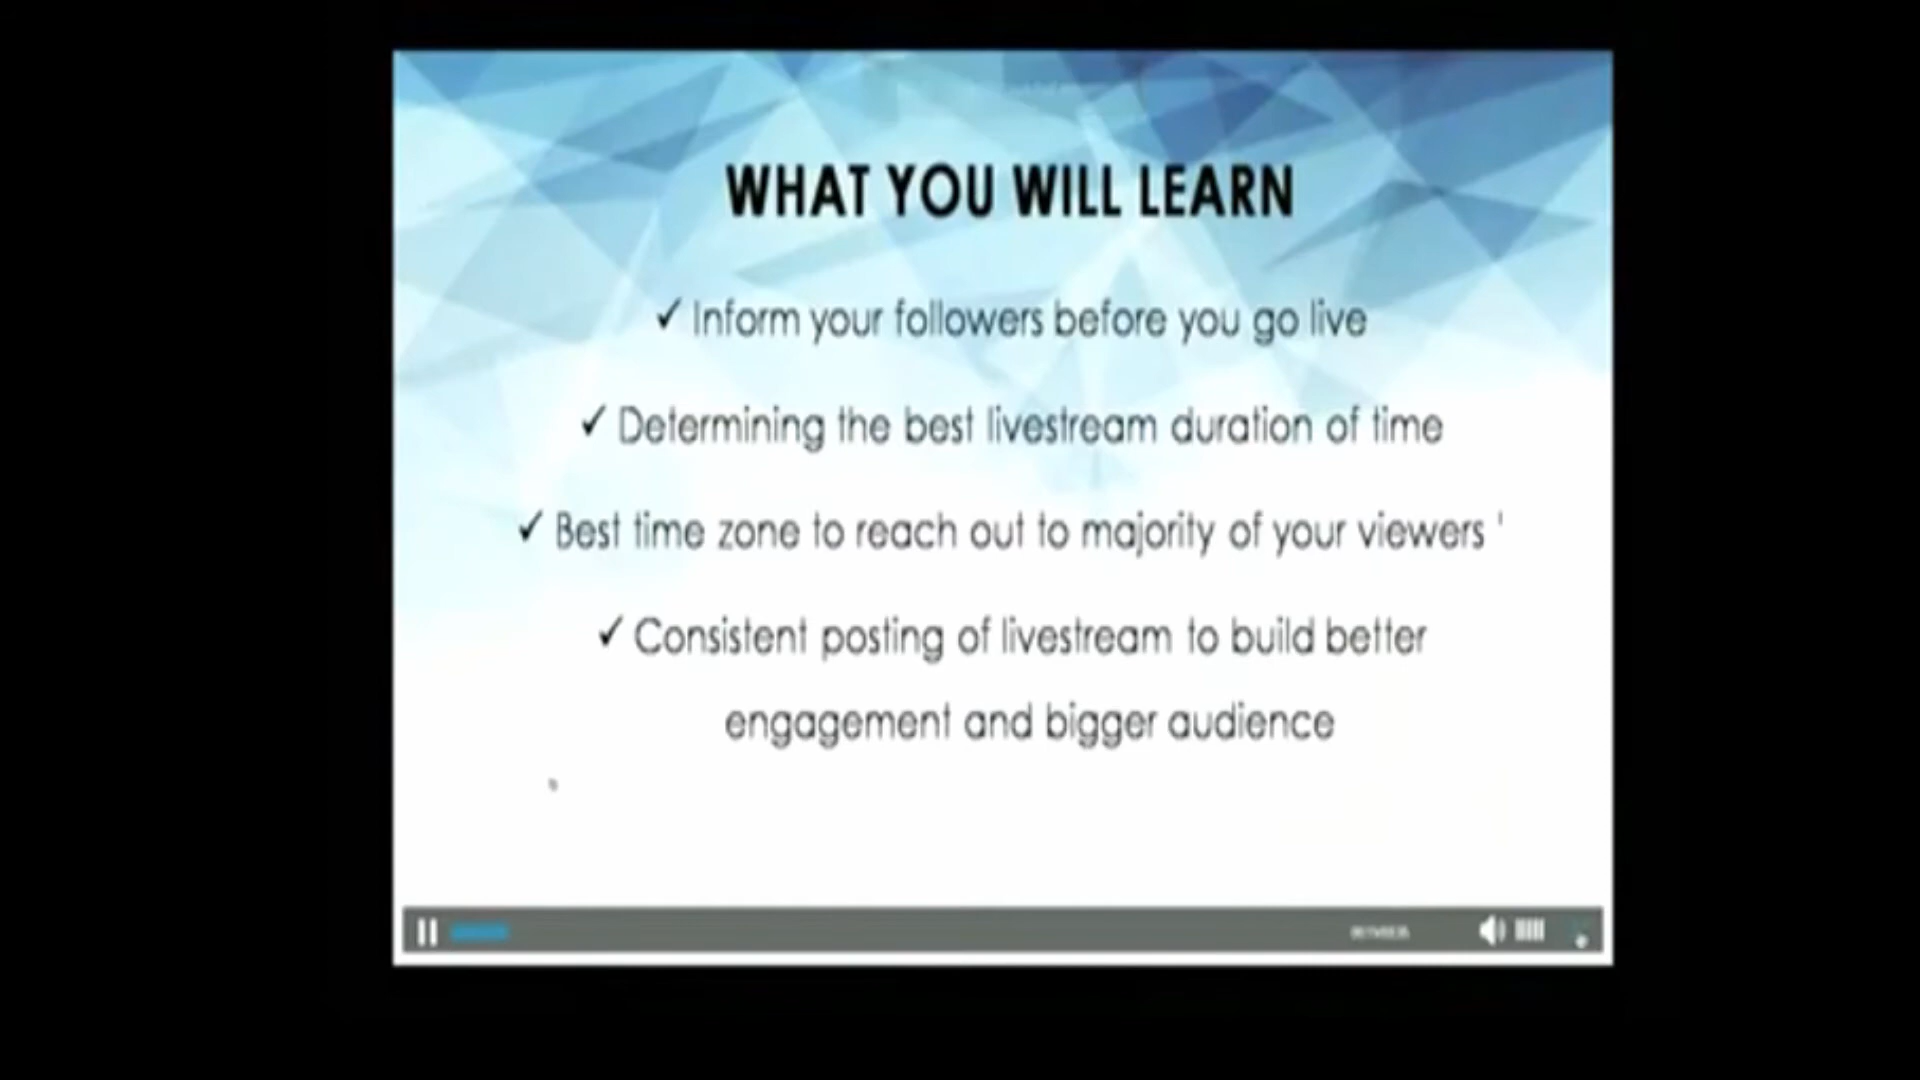 WHAT YOU WILL LEARN
✓ Inform your followers before you go live
✓ Determining the best livestream duration of time
✓ Best time zone to reach out to majority of your viewers '
✓ Consistent posting of livestream to build better
engagement and bigger audience